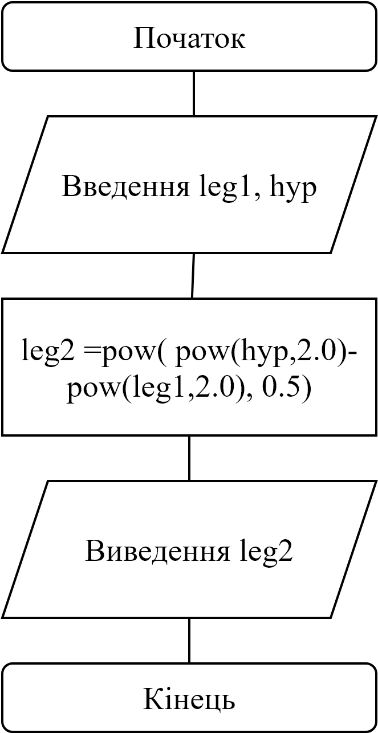 Початок
Введення leg1, hyp
leg2 =pow( pow(hyp,2.0)-
pow(leg1,2.0), 0.5)
Виведення leg2
Кінець